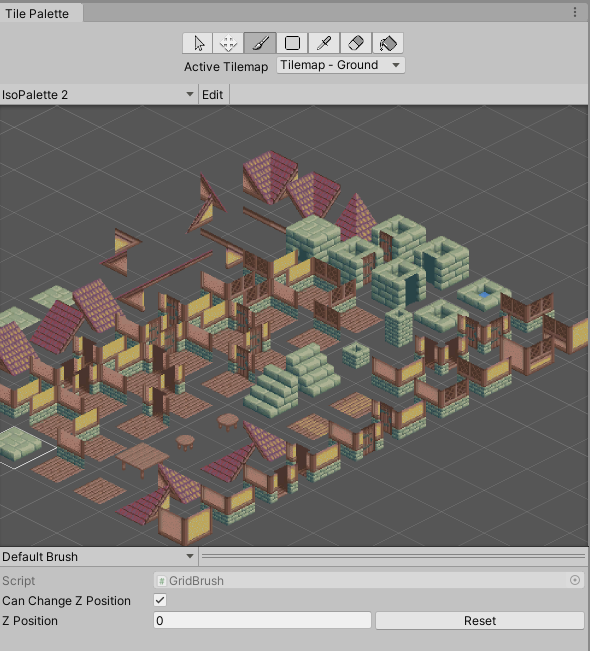 Tile Palette
Active Tilemap Tilemap - Ground
IsoPalette 2 Edit
Default Brush
Script # GridBrush
Can Change Z Position
Z Position 0 Reset